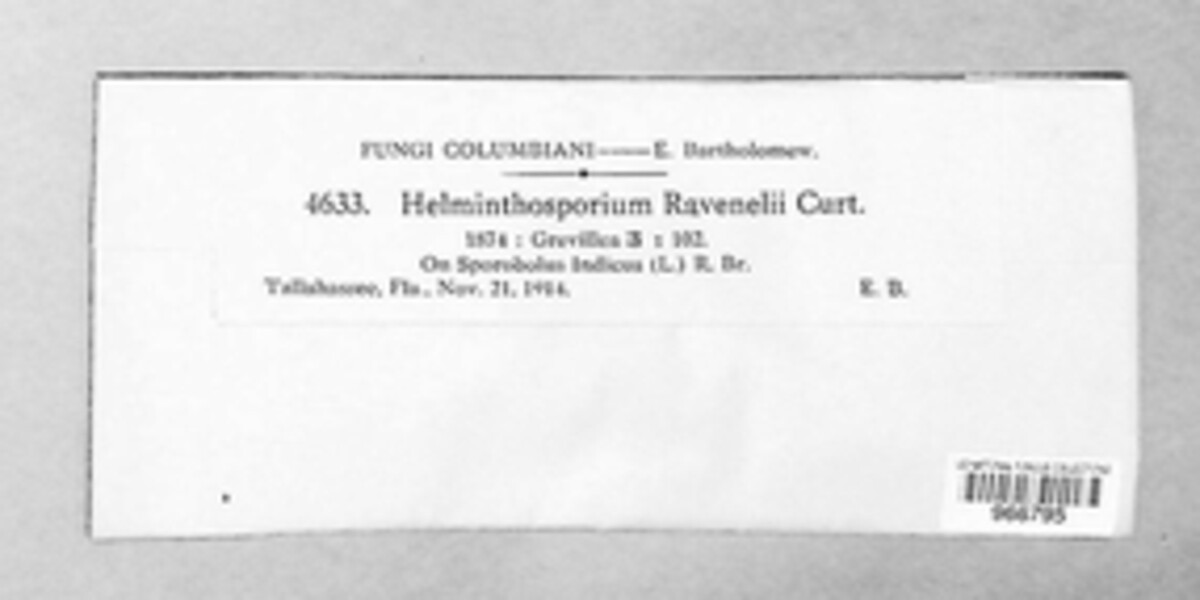 FUNGI COLUMBIANI——E. Bartholomew.
4633. Helminthosporium Ravenelii Curt.
1874 : Grevillea 3 : 102.
On Sporobolus Indicus (L.) R. Br.
Tallahassee, Fla., Nov. 21, 1914. E. B.
966795